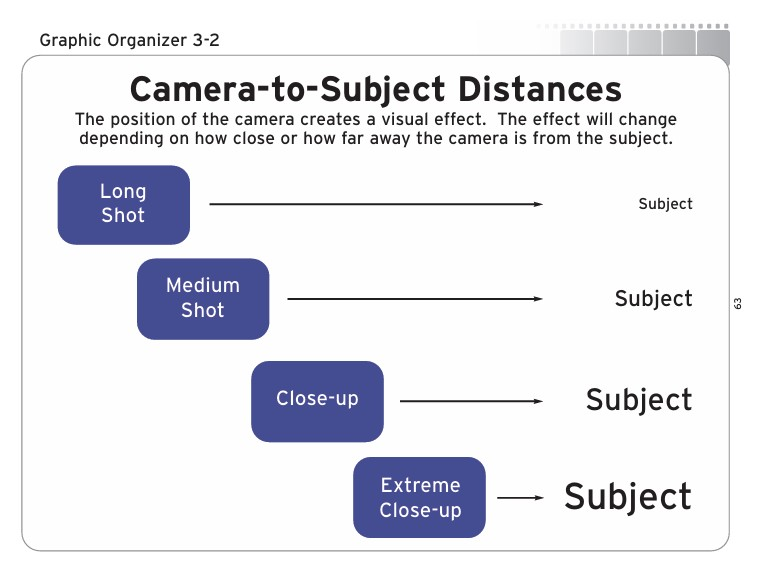 Graphic Organizer 3-2
Camera-to-Subject Distances
The position of the camera creates a visual effect.  The effect will change
depending on how close or how far away the camera is from the subject.
Long
Shot
Subject
Medium
Shot
Subject
63
Close-up
Subject
Extreme
Close-up
Subject